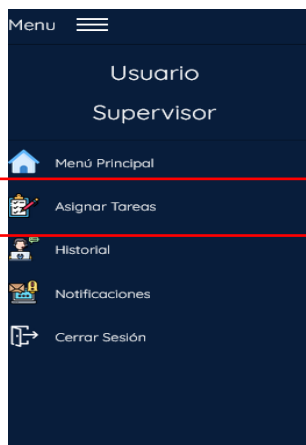 Menu
Usuario
Supervisor
Menú Principal
Asignar Tareas
Historial
Notificaciones
Cerrar Sesión